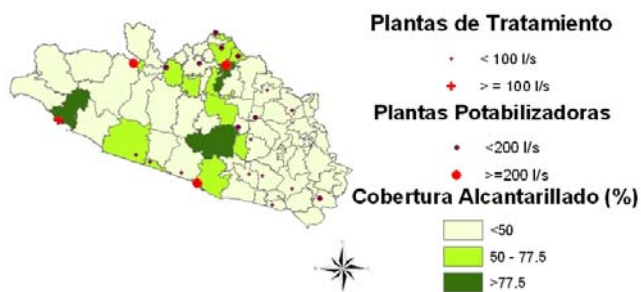 Plantas de Tratamiento
< 100 l/s
> = 100 l/s
Plantas Potabilizadoras
<200 l/s
>=200 l/s
Cobertura Alcantarillado (%)
<50
50 - 77.5
>77.5